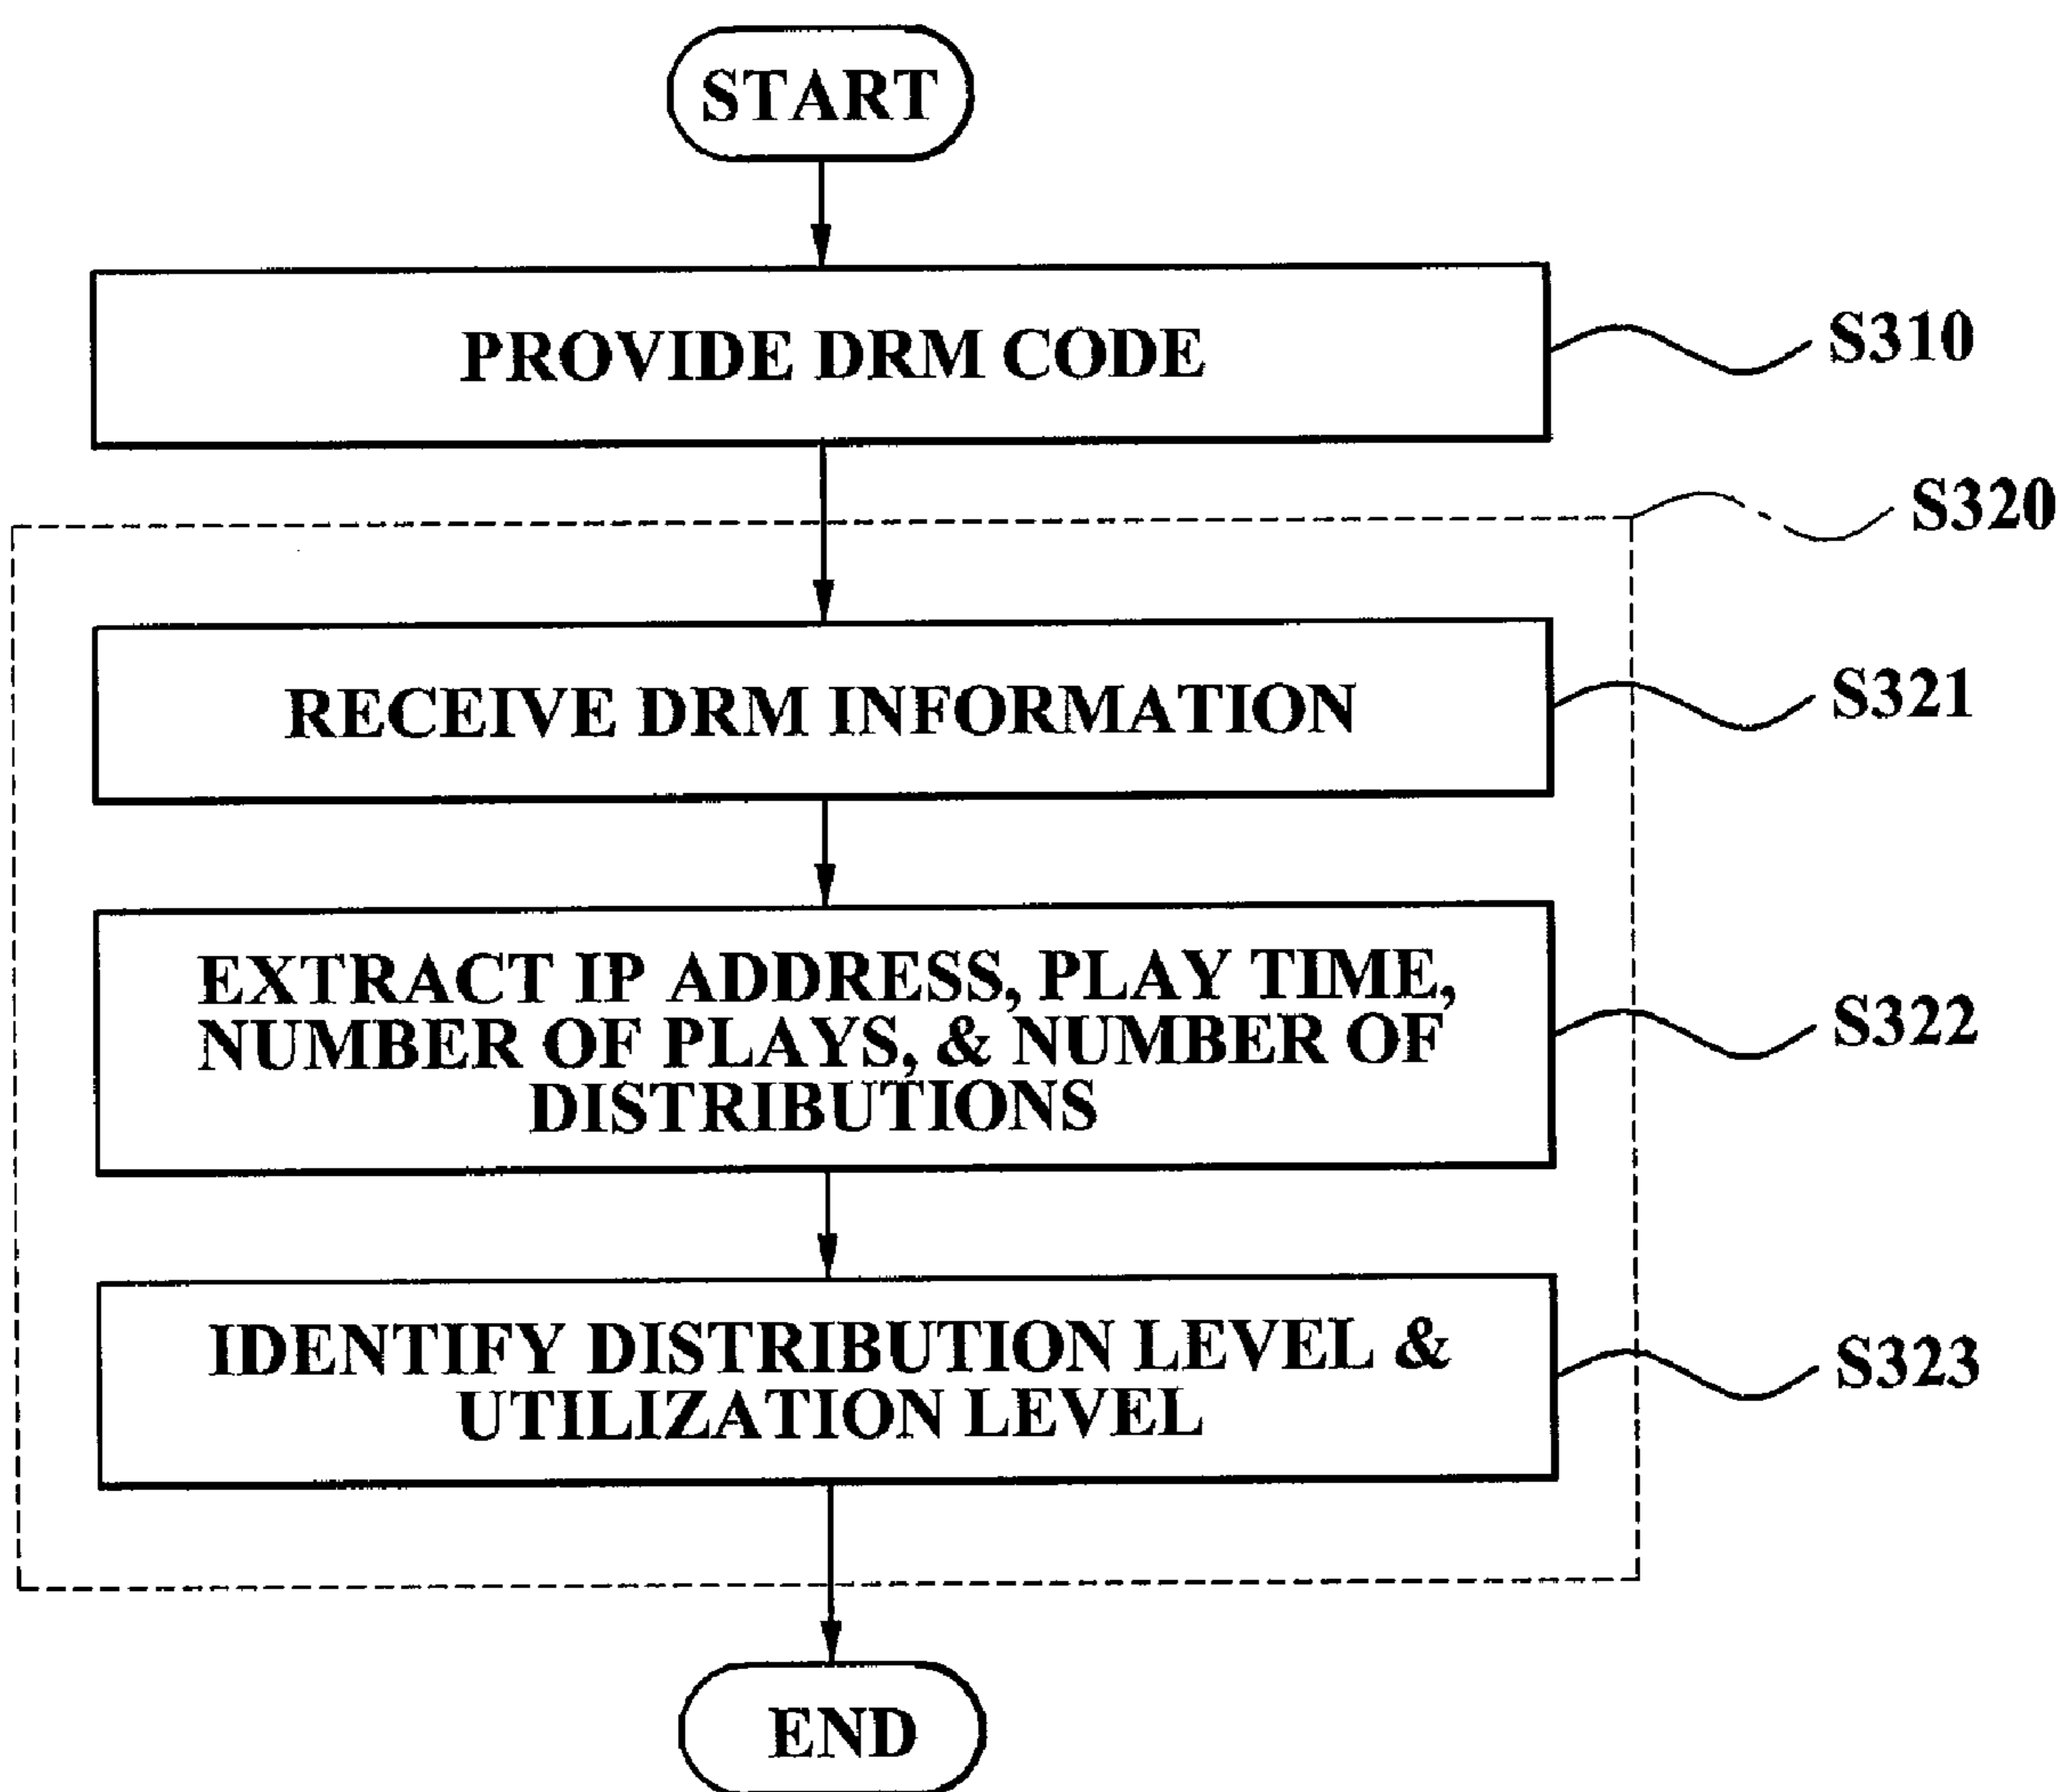 START
PROVIDE DRM CODE
S310
S320
RECEIVE DRM INFORMATION
S321
EXTRACT IP ADDRESS, PLAY TIME,
NUMBER OF PLAYS, & NUMBER OF
DISTRIBUTIONS
S322
IDENTIFY DISTRIBUTION LEVEL &
UTILIZATION LEVEL
S323
END